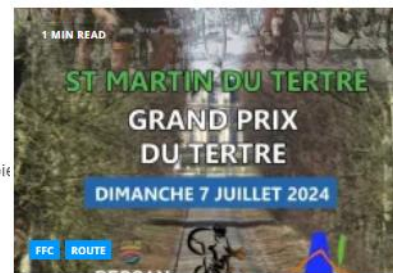 1 MIN READ
ST MARTIN DU TERTRE
GRAND PRIX
DU TERTRE
DIMANCHE 7 JUILLET 2024
FFC ROUTE